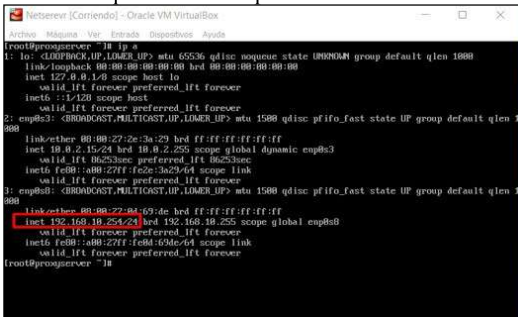 Netserevr [Corriendo] - Oracle VM VirtualBox
Archivo Máquina Ver Entrada Dispositivos Ayuda
[root@proxyserver ~]# ip a
1: lo: <LOOPBACK,UP,LOWER_UP> mtu 65536 qdisc noqueue state UNKNOWN group default qlen 1000
link/loopback 00:00:00:00:00:00 brd 00:00:00:00:00:00
inet 127.0.0.1/8 scope host lo
valid_lft forever preferred_lft forever
inet6 ::1/128 scope host
valid_lft forever preferred_lft forever
2: enp0s3: <BROADCAST,MULTICAST,UP,LOWER_UP> mtu 1500 qdisc pfifo_fast state UP group default qlen 1
000
link/ether 08:00:27:2e:3a:29 brd ff:ff:ff:ff:ff:ff
inet 10.0.2.15/24 brd 10.0.2.255 scope global dynamic enp0s3
valid_lft 86253sec preferred_lft 86253sec
inet6 fe80::a00:27ff:fe2e:3a29/64 scope link
valid_lft forever preferred_lft forever
3: enp0s8: <BROADCAST,MULTICAST,UP,LOWER_UP> mtu 1500 qdisc pfifo_fast state UP group default qlen 1
000
link/ether 08:00:27:0d:69:de brd ff:ff:ff:ff:ff:ff
inet 192.168.10.254/24 brd 192.168.10.255 scope global enp0s8
valid_lft forever preferred_lft forever
inet6 fe80::a00:27ff:fe0d:69de/64 scope link
valid_lft forever preferred_lft forever
[root@proxyserver ~]#